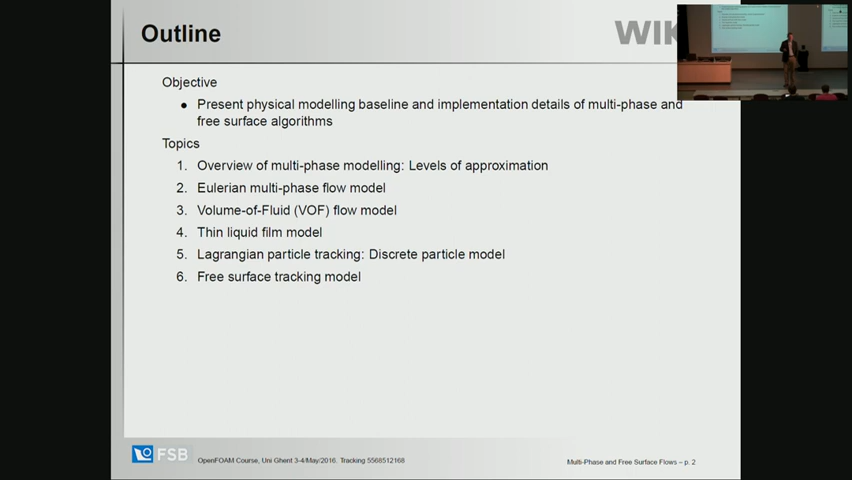 Outline
WIK
Objective
● Present physical modelling baseline and implementation details of multi-phase and
free surface algorithms
Topics
1. Overview of multi-phase modelling: Levels of approximation
2. Eulerian multi-phase flow model
3. Volume-of-Fluid (VOF) flow model
4. Thin liquid film model
5. Lagrangian particle tracking: Discrete particle model
6. Free surface tracking model
FSB
OpenFOAM Course, Uni Ghent 3-4/May/2016. Tracking 5568512168
Multi-Phase and Free Surface Flows – p. 2